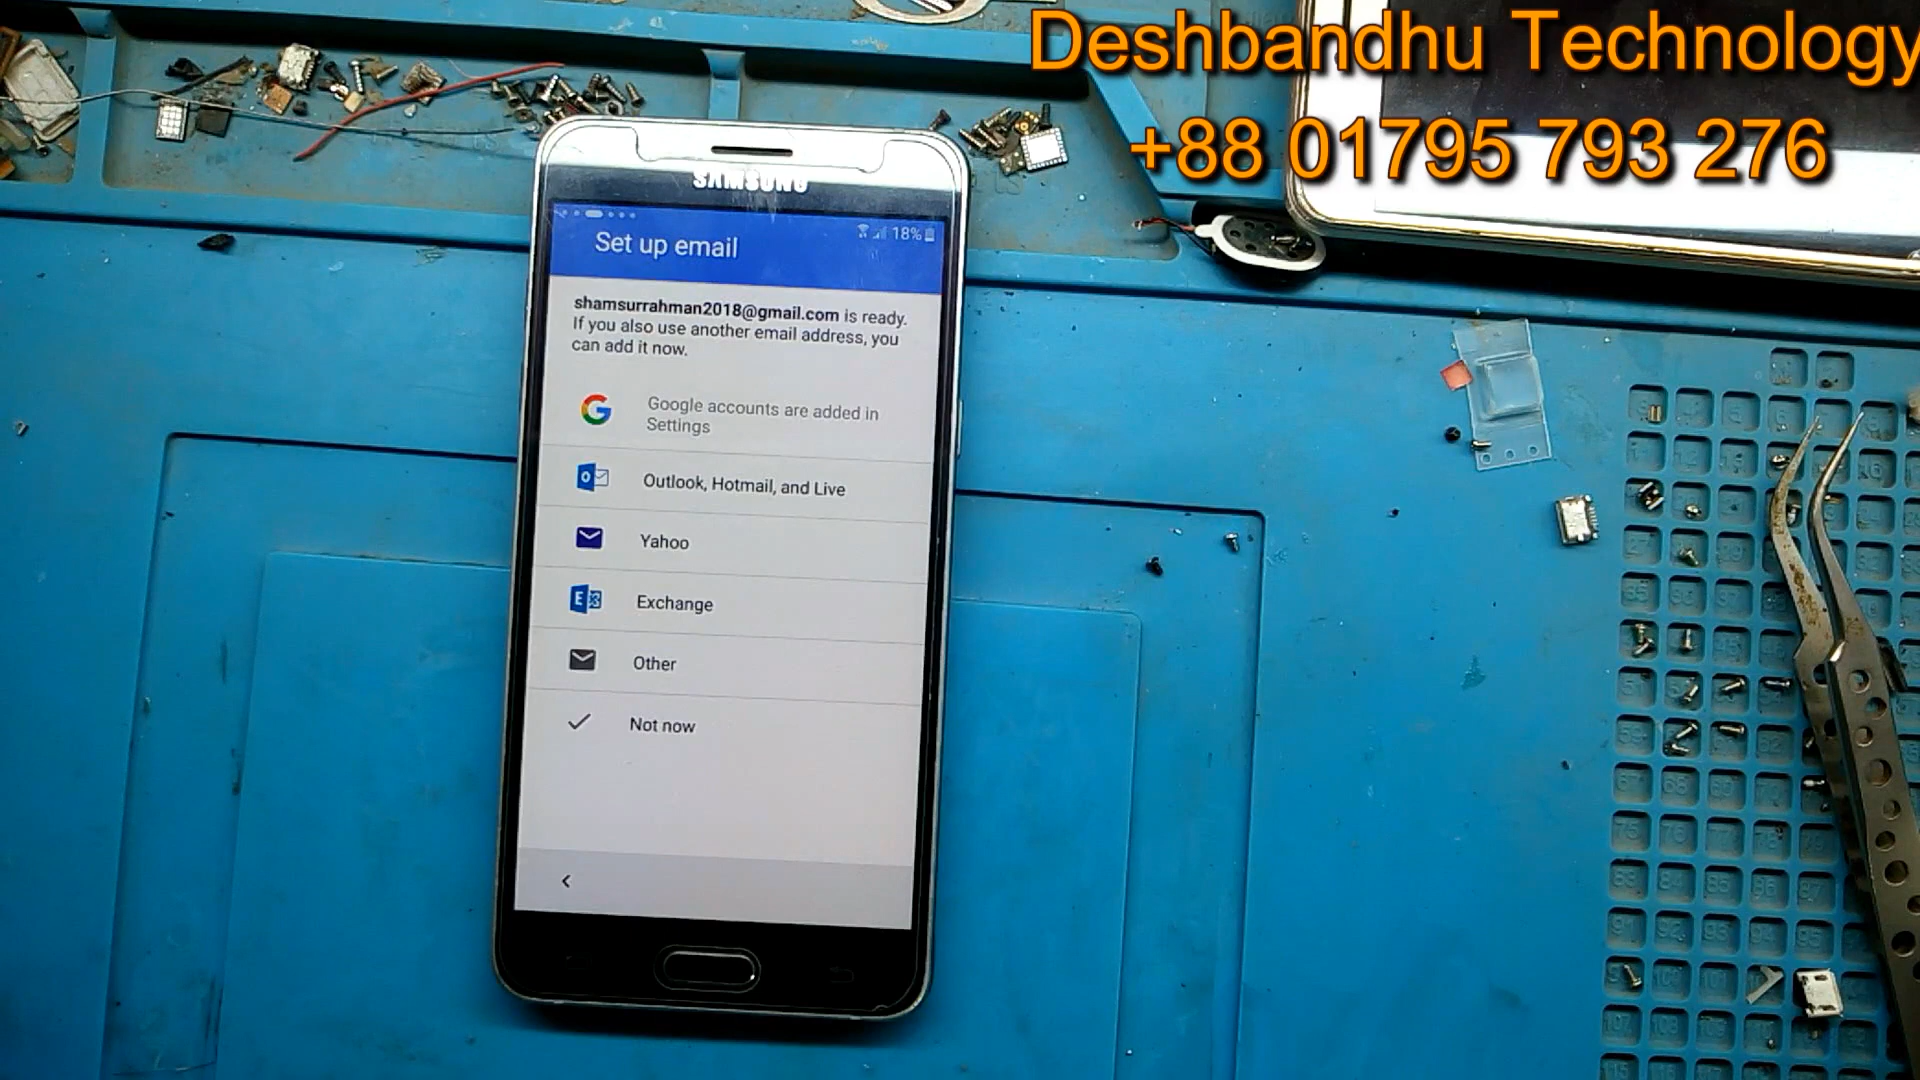 Deshbandhu Technology
+88 01795 793 276
SAMSUNG
18%
Set up email
shamsurrahman2018@gmail.com is ready.
If you also use another email address, you
can add it now.
Google accounts are added in
Settings
Outlook, Hotmail, and Live
Yahoo
Exchange
Other
Not now